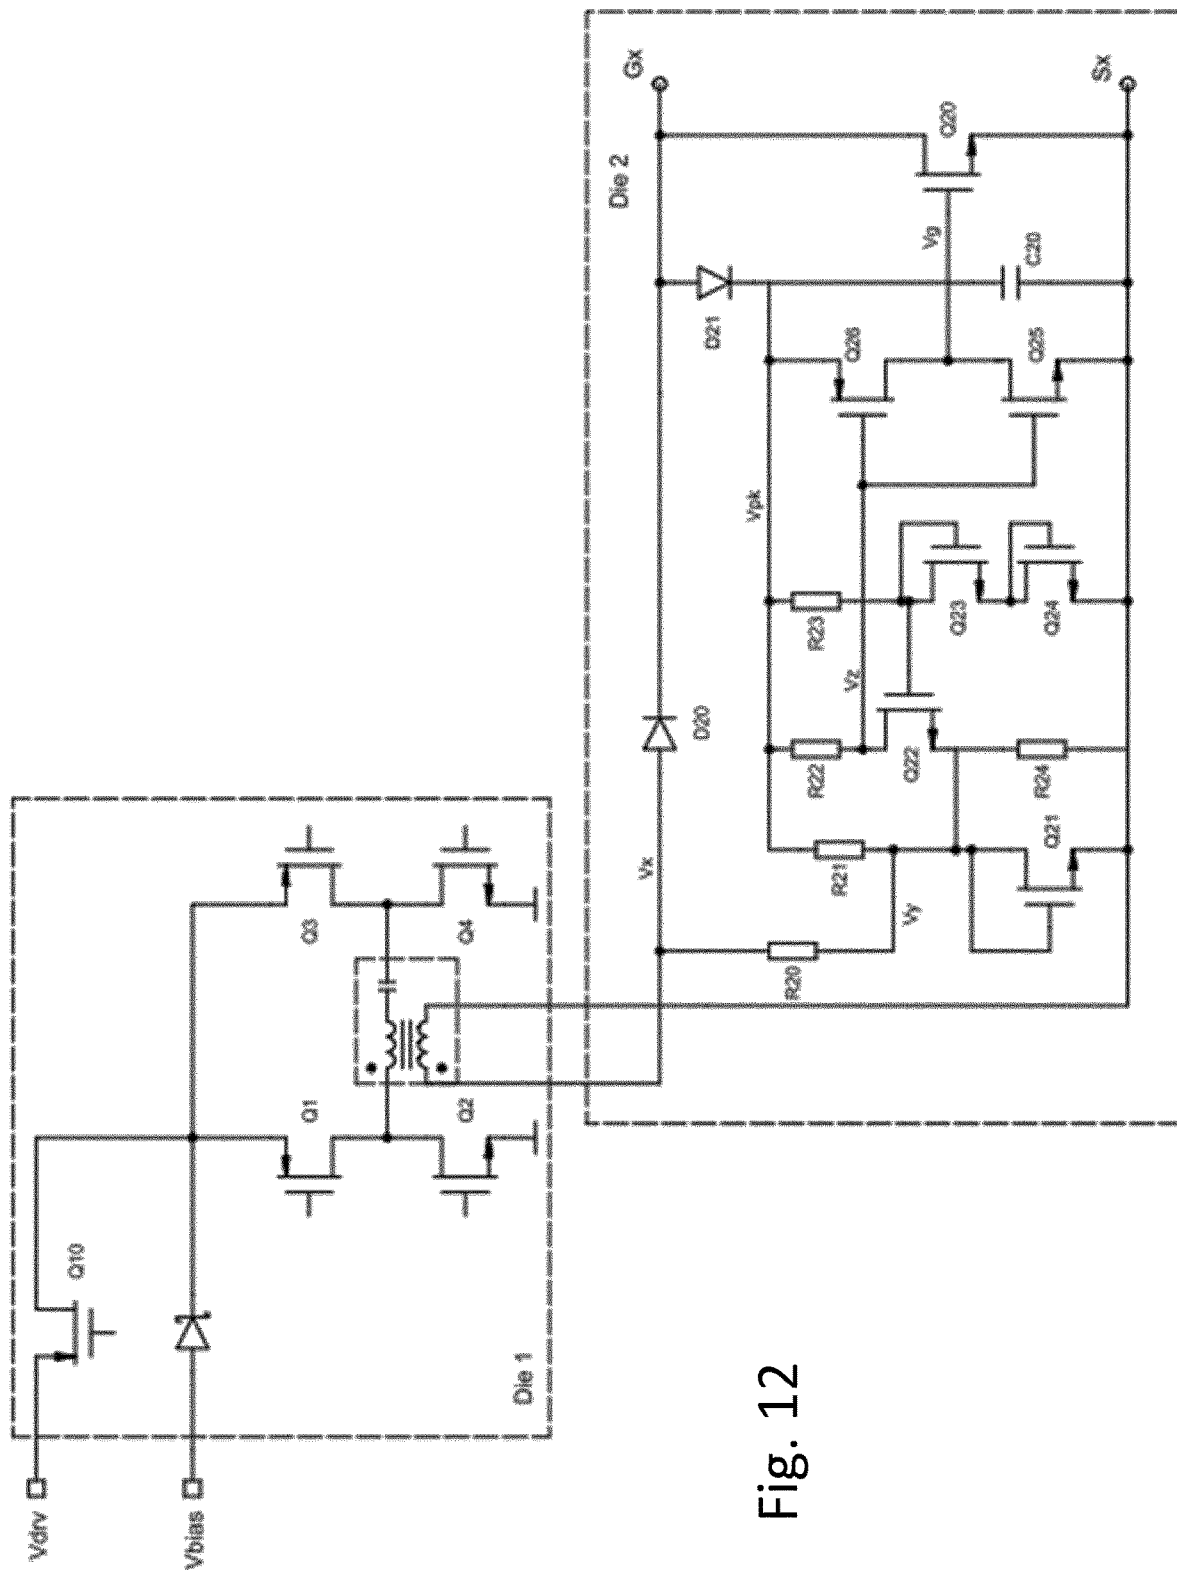 Vdrv
Vbias
Q10
Die 1
Q1
Q2
Q3
Q4
Die 2
Gx
Sx
Vx
D20
D21
R20
R21
Vy
Q21
R22
Q22
R24
Vz
R23
Q23
Q24
Vpk
Q26
Q25
Vg
C20
Q20
Fig. 12